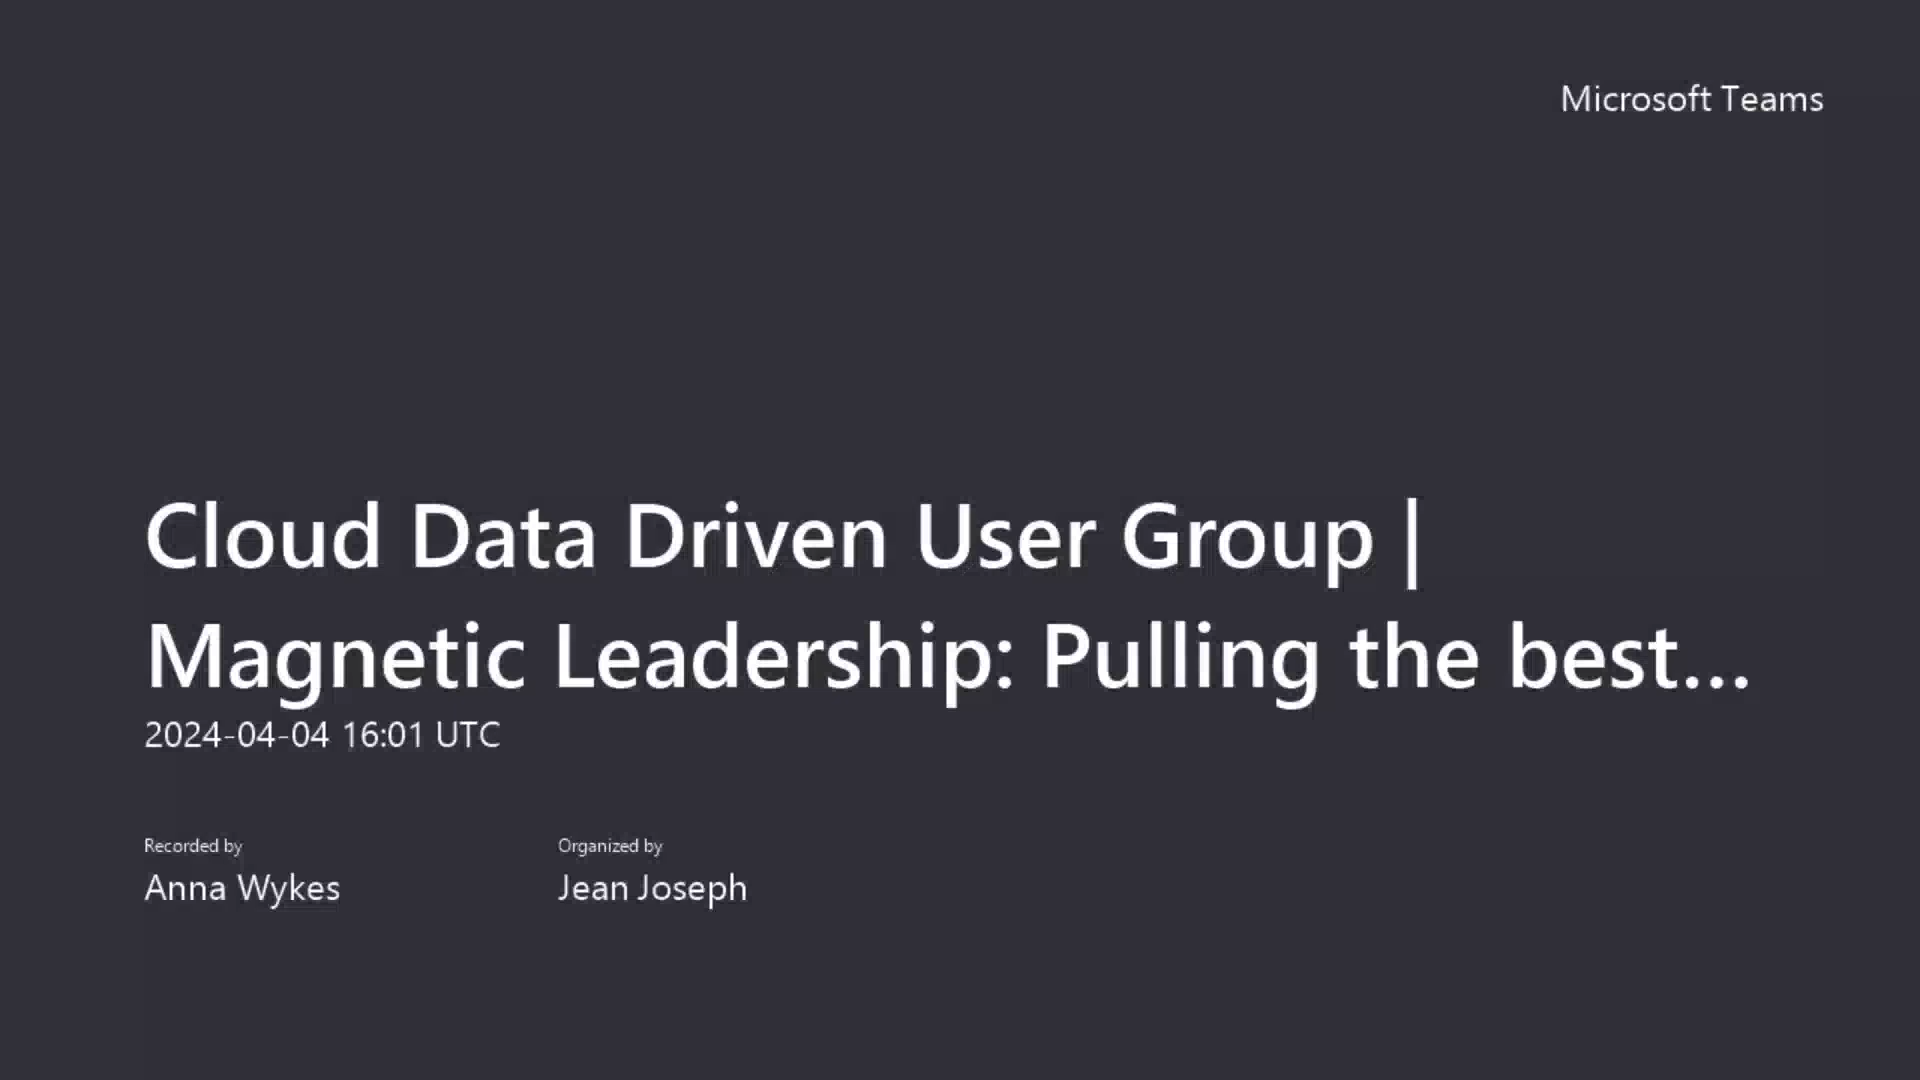 Microsoft Teams
Cloud Data Driven User Group |
Magnetic Leadership: Pulling the best...
2024-04-04 16:01 UTC
Recorded by
Anna Wykes
Organized by
Jean Joseph